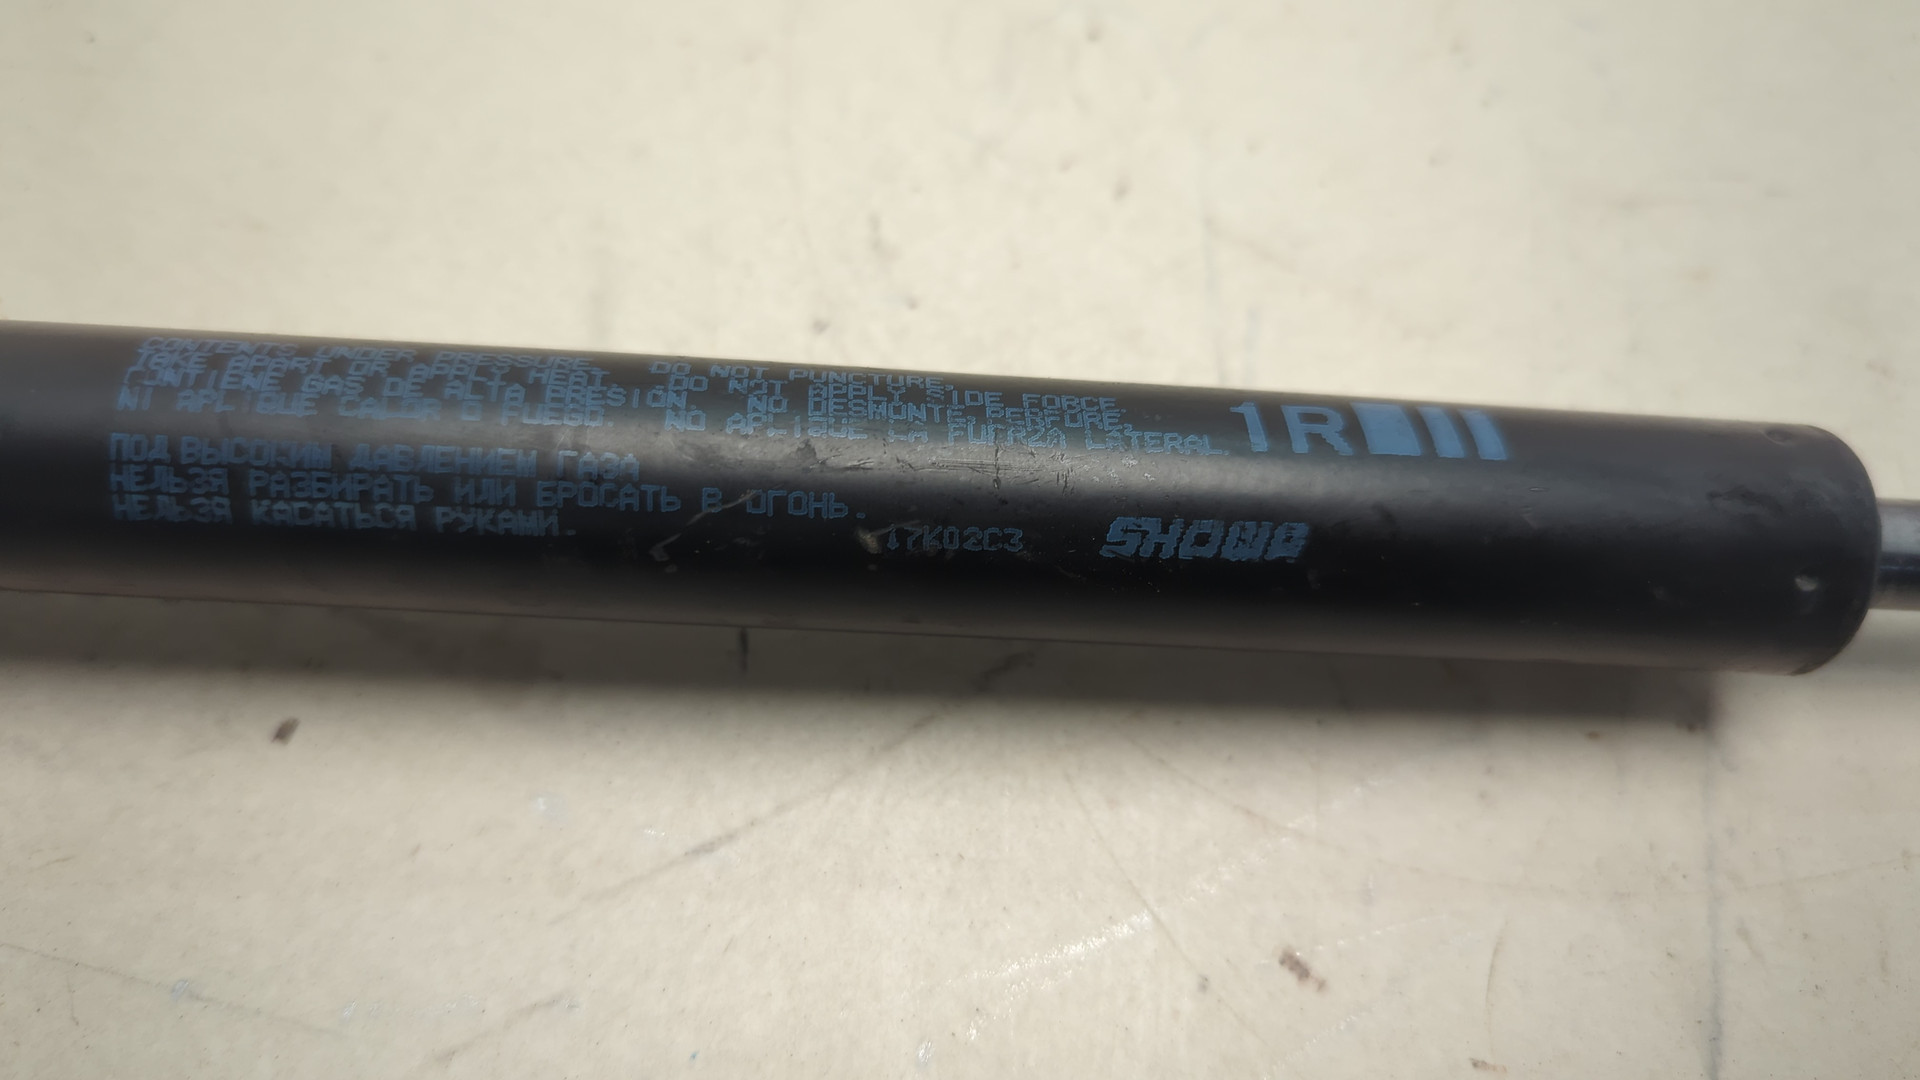 CONTENTS UNDER PRESSURE. DO NOT PUNCTURE,
TAKE APART OR APPLY HEAT. DO NOT APPLY SIDE FORCE.
CONTIENE GAS DE ALTA PRESION NO DESMONTE, PERFORE,
NI APLIQUE CALOR O FUEGO. NO APLIQUE LA FUERZA LATERAL.
1R
ПОД ВЫСОКИМ ДАВЛЕНИЕМ ГАЗА
НЕЛЬЗЯ РАЗБИРАТЬ ИЛИ БРОСАТЬ В ОГОНЬ.
НЕЛЬЗЯ КАСАТЬСЯ РУКАМИ.
17K02C3
SHOWA